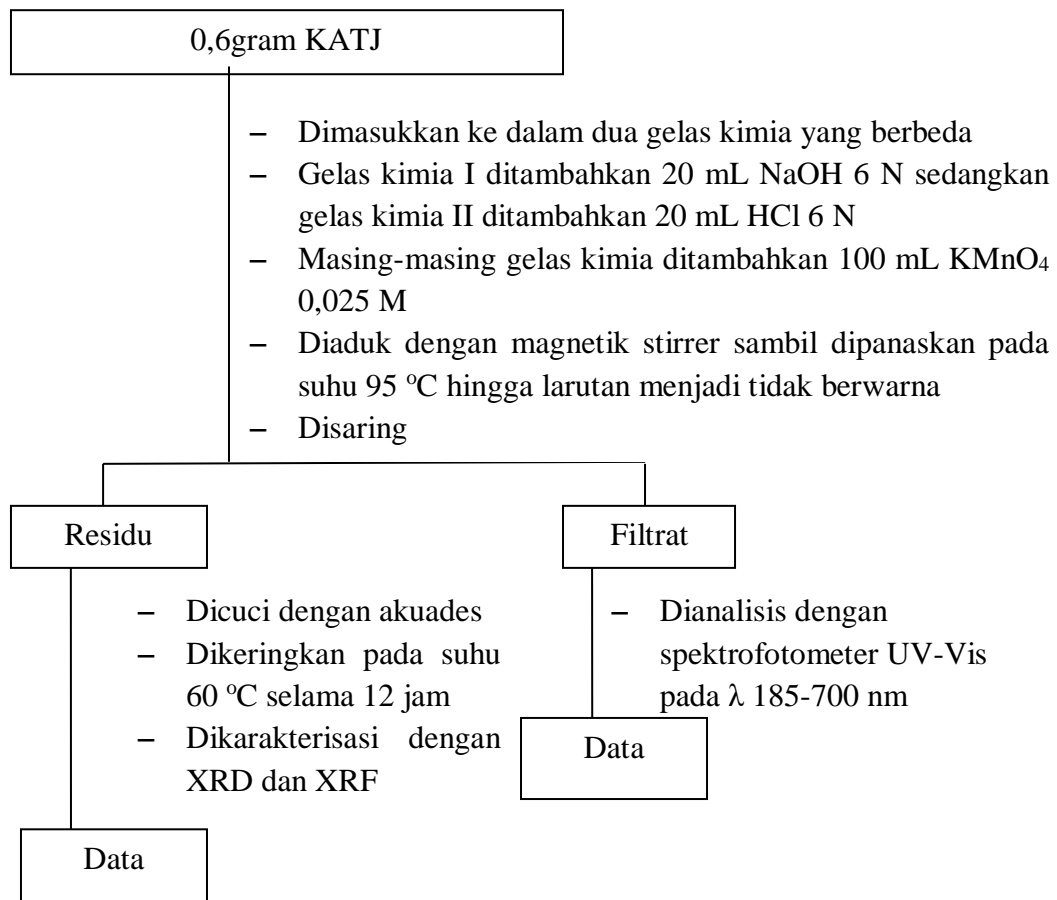 0,6gram KATJ
– Dimasukkan ke dalam dua gelas kimia yang berbeda
– Gelas kimia I ditambahkan 20 mL NaOH 6 N sedangkan
gelas kimia II ditambahkan 20 mL HCl 6 N
– Masing-masing gelas kimia ditambahkan 100 mL KMnO₄
0,025 M
– Diaduk dengan magnetik stirrer sambil dipanaskan pada
suhu 95 ᵒC hingga larutan menjadi tidak berwarna
– Disaring
Residu
– Dicuci dengan akuades
– Dikeringkan pada suhu
60 ᵒC selama 12 jam
– Dikarakterisasi dengan
XRD dan XRF
Data
Filtrat
– Dianalisis dengan
spektrofotometer UV-Vis
pada λ 185-700 nm
Data